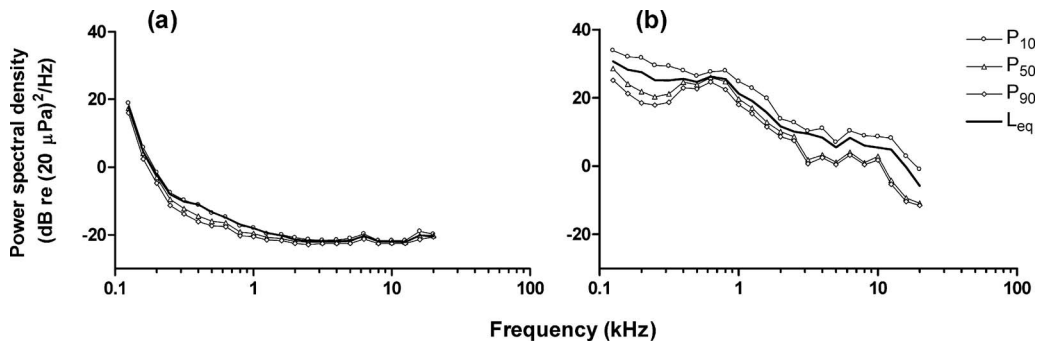 (a)
(b)
Power spectral density
(dB re (20 μPa)²/Hz)
40
20
0
-20
0.1
1
10
100
40
20
0
-20
0.1
1
10
100
Frequency (kHz)
P10
P50
P90
Leq